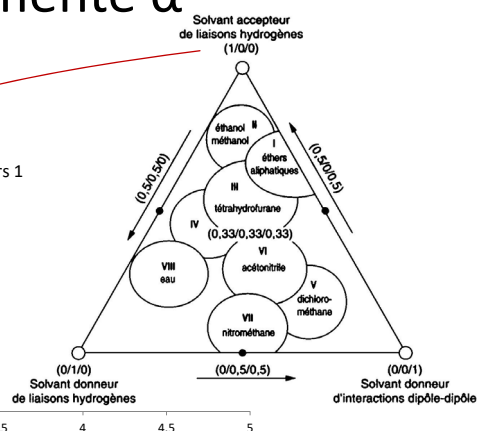 Solvant accepteur
de liaisons hydrogènes
(1/0/0)
rs 1
éthanol II
méthanol
I
éthers
aliphatiques
(0,5/0,5/0)
(0,5/0/0,5)
III
tétrahydrofurane
IV
(0,33/0,33/0,33)
VI
acétonitrile
VIII
eau
V
dichloro-
méthane
VII
nitrométhane
(0/1/0)
(0/0,5/0,5)
(0/0/1)
Solvant donneur
de liaisons hydrogènes
Solvant donneur
d'interactions dipôle-dipôle
4
4.5
5